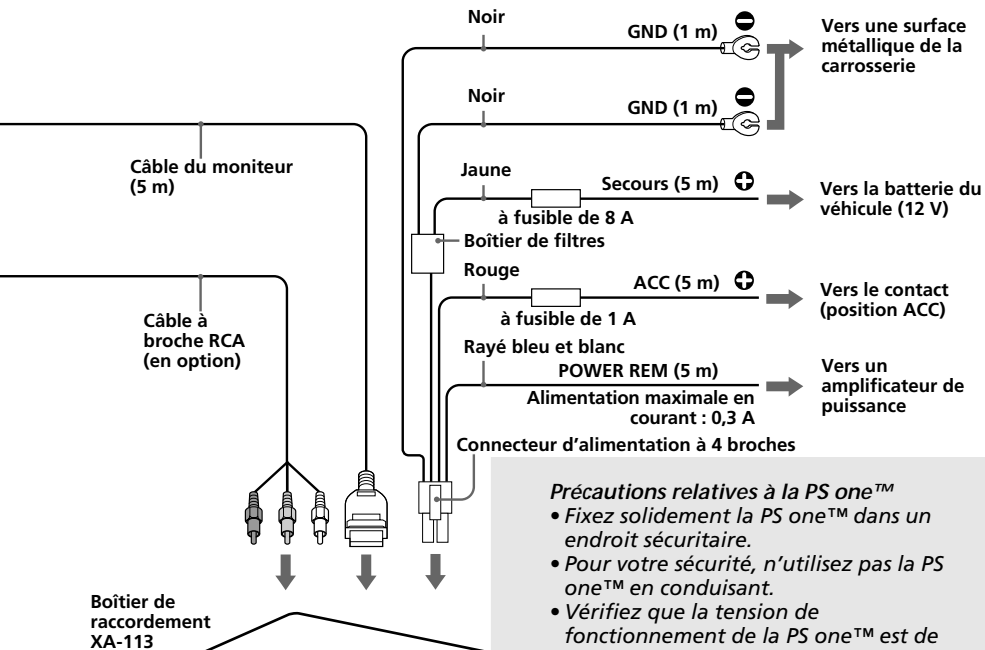 Noir
GND (1 m)
Vers une surface
métallique de la
carrosserie
Noir
GND (1 m)
Câble du moniteur
(5 m)
Jaune
Secours (5 m)
Vers la batterie du
véhicule (12 V)
à fusible de 8 A
Boîtier de filtres
Rouge
ACC (5 m)
Vers le contact
(position ACC)
à fusible de 1 A
Câble à
broche RCA
(en option)
Rayé bleu et blanc
POWER REM (5 m)
Vers un
amplificateur de
puissance
Alimentation maximale en
courant : 0,3 A
Connecteur d’alimentation à 4 broches
Précautions relatives à la PS one™
• Fixez solidement la PS one™ dans un
endroit sécuritaire.
• Pour votre sécurité, n’utilisez pas la PS
one™ en conduisant.
• Vérifiez que la tension de
fonctionnement de la PS one™ est de
Boîtier de
raccordement
XA-113